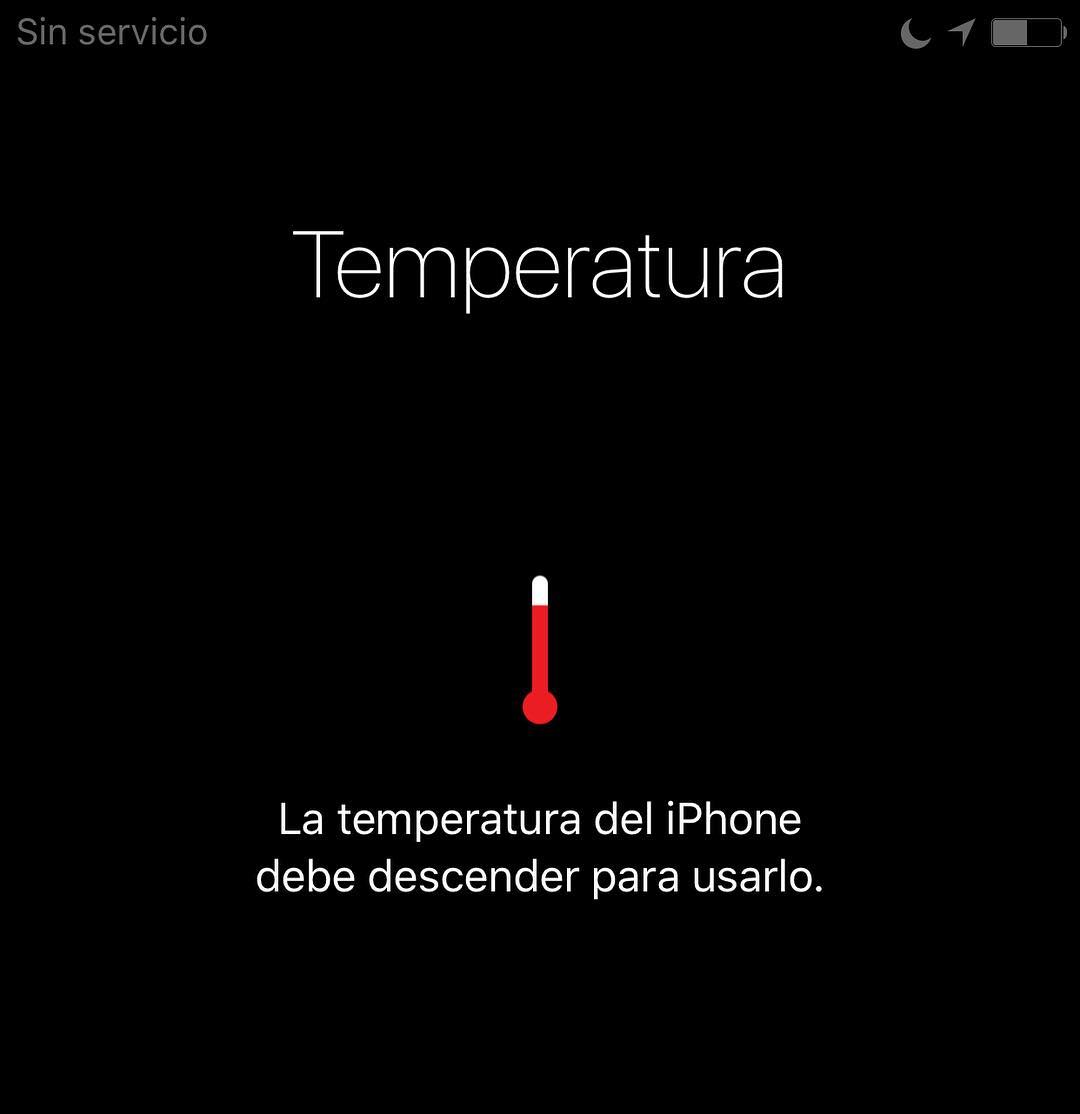 Sin servicio
Temperatura
La temperatura del iPhone
debe descender para usarlo.